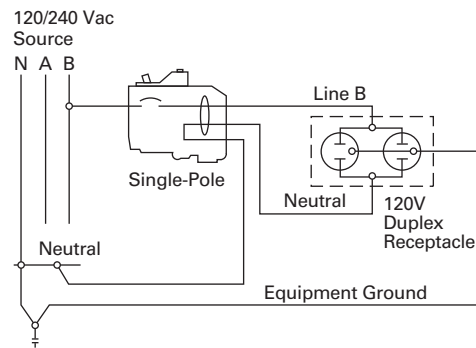 120/240 Vac
Source
N A B
Line B
Single-Pole
Neutral
120V
Duplex
Receptacle
Neutral
Equipment Ground